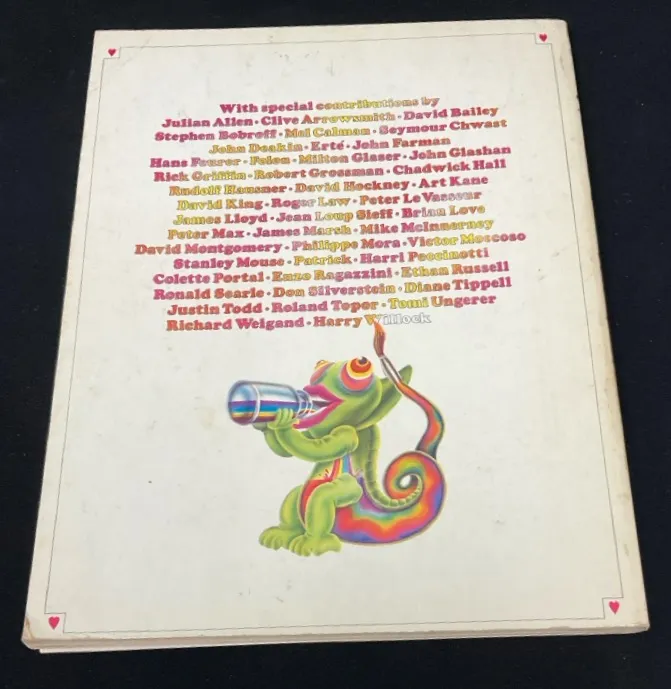 With special contributions by
Julian Allen · Clive Arrowsmith · David Bailey
Stephen Bobroff · Mel Calman · Seymour Chwast
John Deakin · Erté · John Farman
Hans Feurer · Folon · Milton Glaser · John Glashan
Rick Griffin · Robert Grossman · Chadwick Hall
Rudolf Hausner · David Hockney · Art Kane
David King · Roger Law · Peter Le Vasseur
James Lloyd · Jean Loup Sieff · Brian Love
Peter Max · James Marsh · Mike McInnerney
David Montgomery · Philippe Mora · Victor Moscoso
Stanley Mouse · Patrick · Harri Peccinotti
Colette Portal · Enzo Ragazzini · Ethan Russell
Ronald Searle · Don Silverstein · Diane Tippell
Justin Todd · Roland Topor · Tomi Ungerer
Richard Weigand · Harry Willock